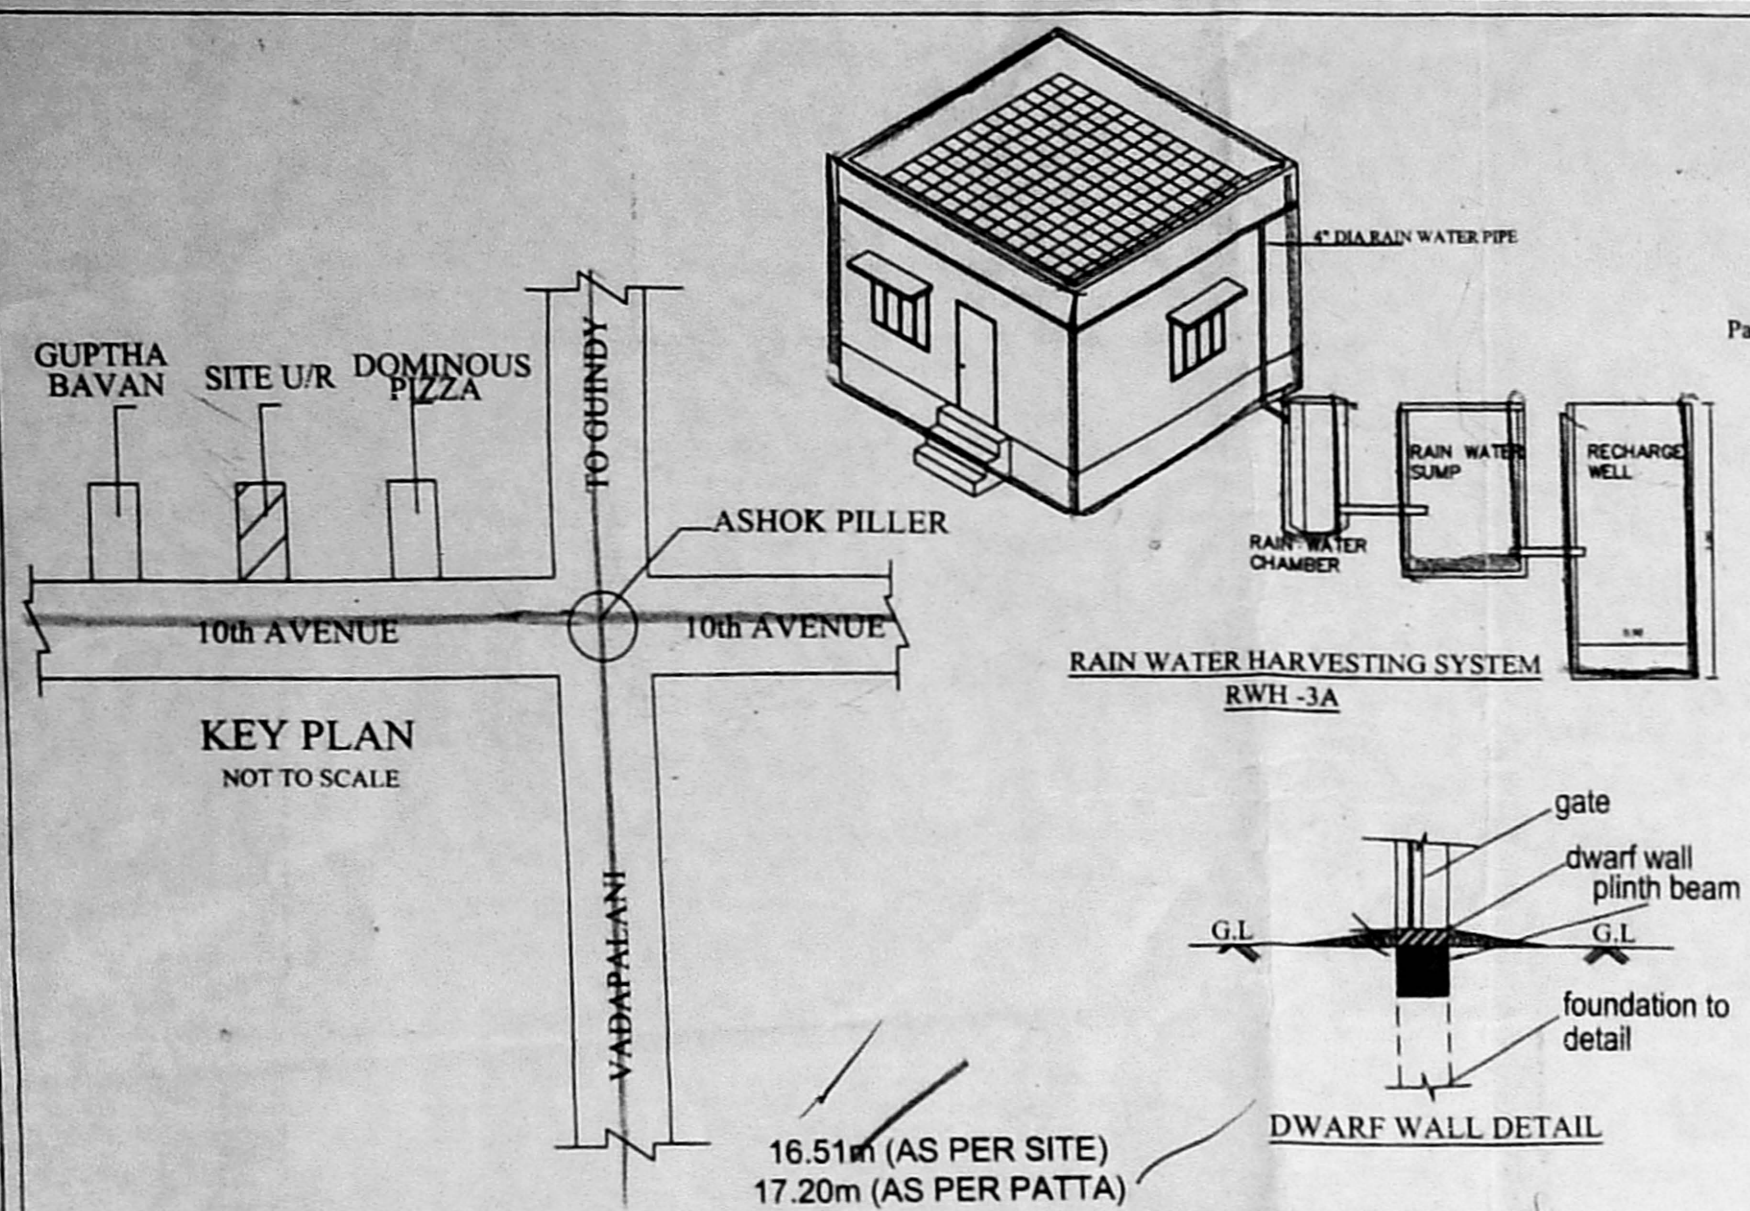 GUPTHA
BAVAN
SITE U/R
DOMINOUS
PIZZA
TO GUINDY
ASHOK PILLER
10th AVENUE
10th AVENUE
KEY PLAN
NOT TO SCALE
VADAPALANI
4" DIA RAIN WATER PIPE
Pa
RAIN WATER
CHAMBER
RAIN WATER
SUMP
RECHARGE
WELL
RAIN WATER HARVESTING SYSTEM
RWH -3A
gate
dwarf wall
plinth beam
G.L
G.L
foundation to
detail
DWARF WALL DETAIL
16.51m (AS PER SITE)
17.20m (AS PER PATTA)